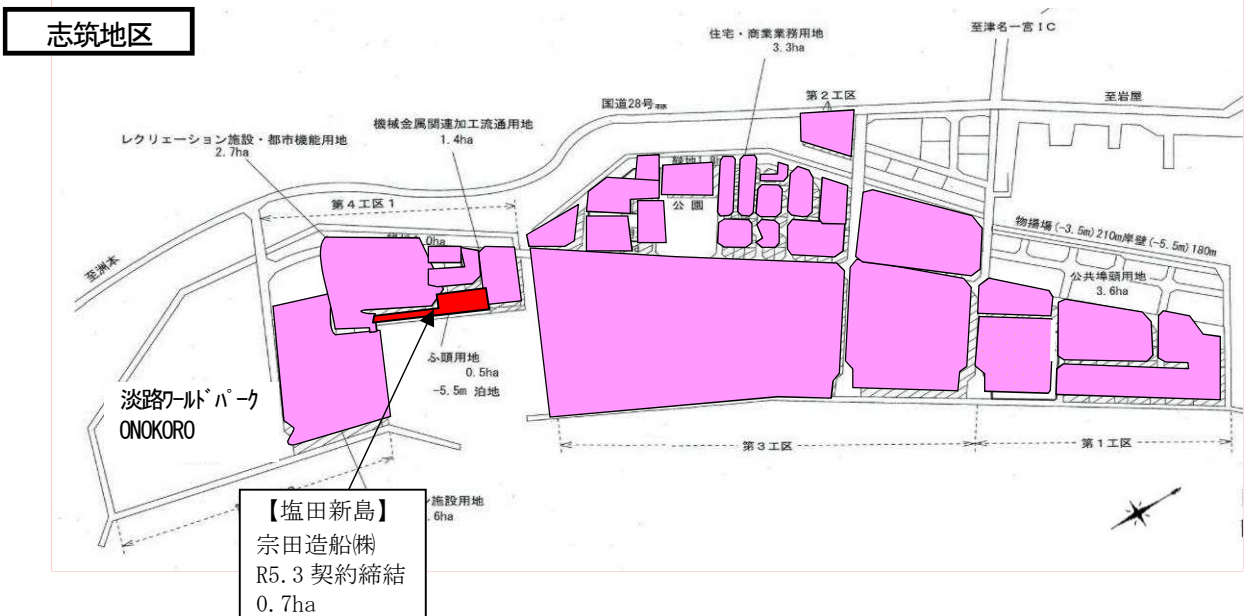 志筑地区
住宅・商業業務用地
3.3ha
至津名一宮IC
国道28号線
第2工区
至岩屋
機械金属関連加工流通用地
1.4ha
レクリェーション施設・都市機能用地
2.7ha
第4工区1
公園
物揚場(-3.5m)210m岸壁(-5.5m)180m
公共埠頭用地
3.6ha
至洲本
ふ頭用地
0.5ha
-5.5m 泊地
淡路ワールドパーク
ONOKORO
第3工区
第1工区
施設用地
.6ha
【塩田新島】
宗田造船㈱
R5.3 契約締結
0.7ha